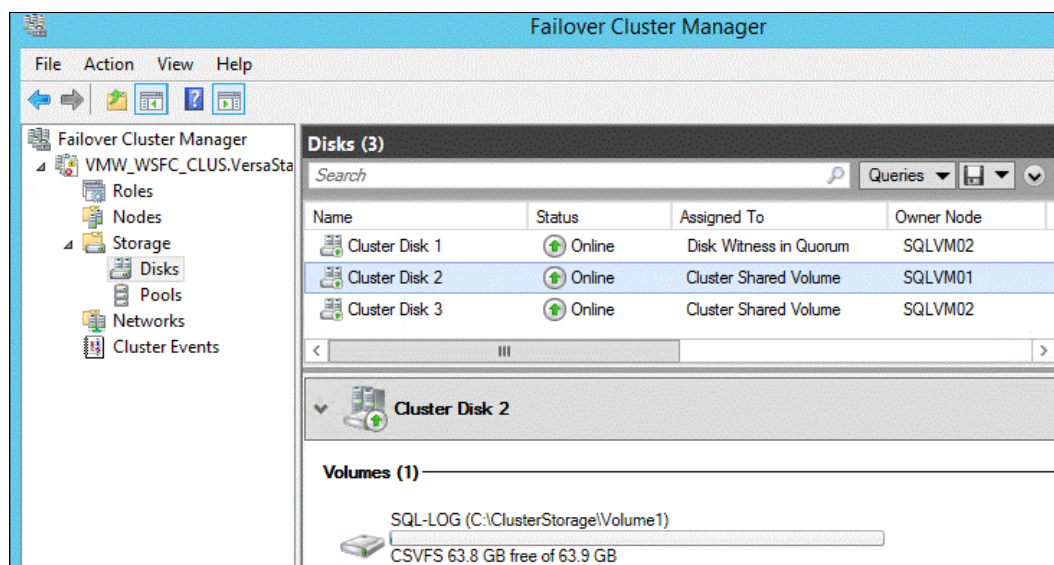 Failover Cluster Manager
File Action View Help
Failover Cluster Manager
VMW_WSFC_CLUS.VersaSta
Roles
Nodes
Storage
Disks
Pools
Networks
Cluster Events
Disks (3)
Search Queries
Name Status Assigned To Owner Node
Cluster Disk 1 Online Disk Witness in Quorum SQLVM02
Cluster Disk 2 Online Cluster Shared Volume SQLVM01
Cluster Disk 3 Online Cluster Shared Volume SQLVM02
Cluster Disk 2
Volumes (1)
SQL-LOG (C:\ClusterStorage\Volume1)
CSVFS 63.8 GB free of 63.9 GB